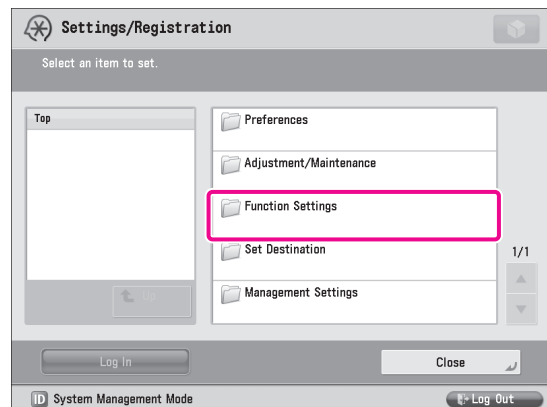 Settings/Registration
Select an item to set.
Top
Preferences
Adjustment/Maintenance
Function Settings
Set Destination
1/1
Management Settings
Up
Log In
Close
ID System Management Mode
Log Out